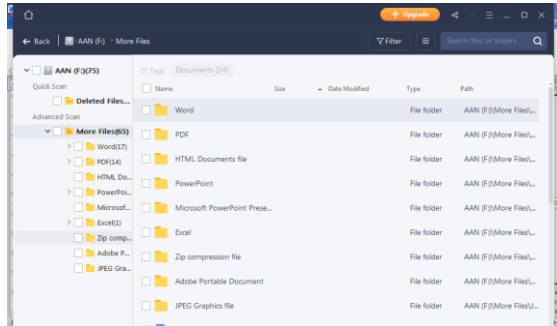 Upgrade
Back AAN (F:) More Files
Filter
Search files or folders
AAN (F:)(75)
Quick Scan
Deleted Files...
Advanced Scan
More Files(65)
Word(17)
PDF(14)
HTML Do...
PowerPoi...
Microsof...
Excel(1)
Zip comp...
Adobe P...
JPEG Gra...
Tags Documents (34)
Name Size Date Modified Type Path
Word File folder AAN (F:)\More Files\...
PDF File folder AAN (F:)\More Files\...
HTML Documents file File folder AAN (F:)\More Files\...
PowerPoint File folder AAN (F:)\More Files\...
Microsoft PowerPoint Prese... File folder AAN (F:)\More Files\...
Excel File folder AAN (F:)\More Files\...
Zip compression file File folder AAN (F:)\More Files\...
Adobe Portable Document File folder AAN (F:)\More Files\...
JPEG Graphics file File folder AAN (F:)\More Files\J...